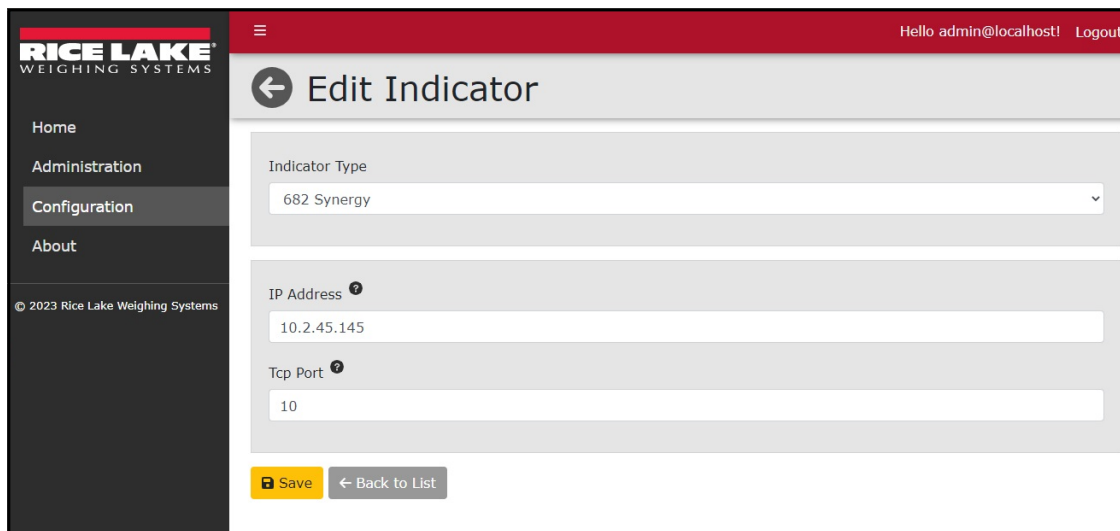 RICE LAKE®
WEIGHING SYSTEMS
Home
Administration
Configuration
About
© 2023 Rice Lake Weighing Systems
Hello admin@localhost! Logout
Edit Indicator
Indicator Type
682 Synergy
IP Address ?
10.2.45.145
Tcp Port ?
10
Save ← Back to List